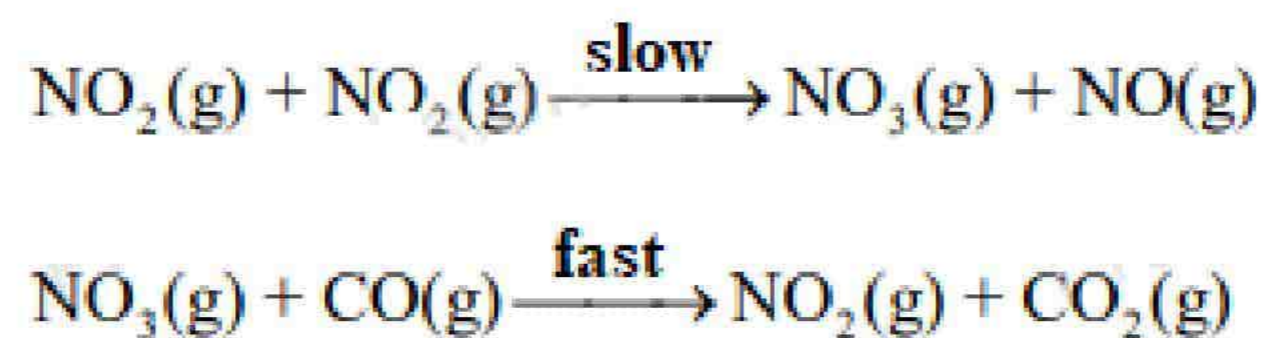 NO₂(g) + NO₂(g) slow⟶ NO₃(g) + NO(g)
NO₃(g) + CO(g) fast⟶ NO₂(g) + CO₂(g)